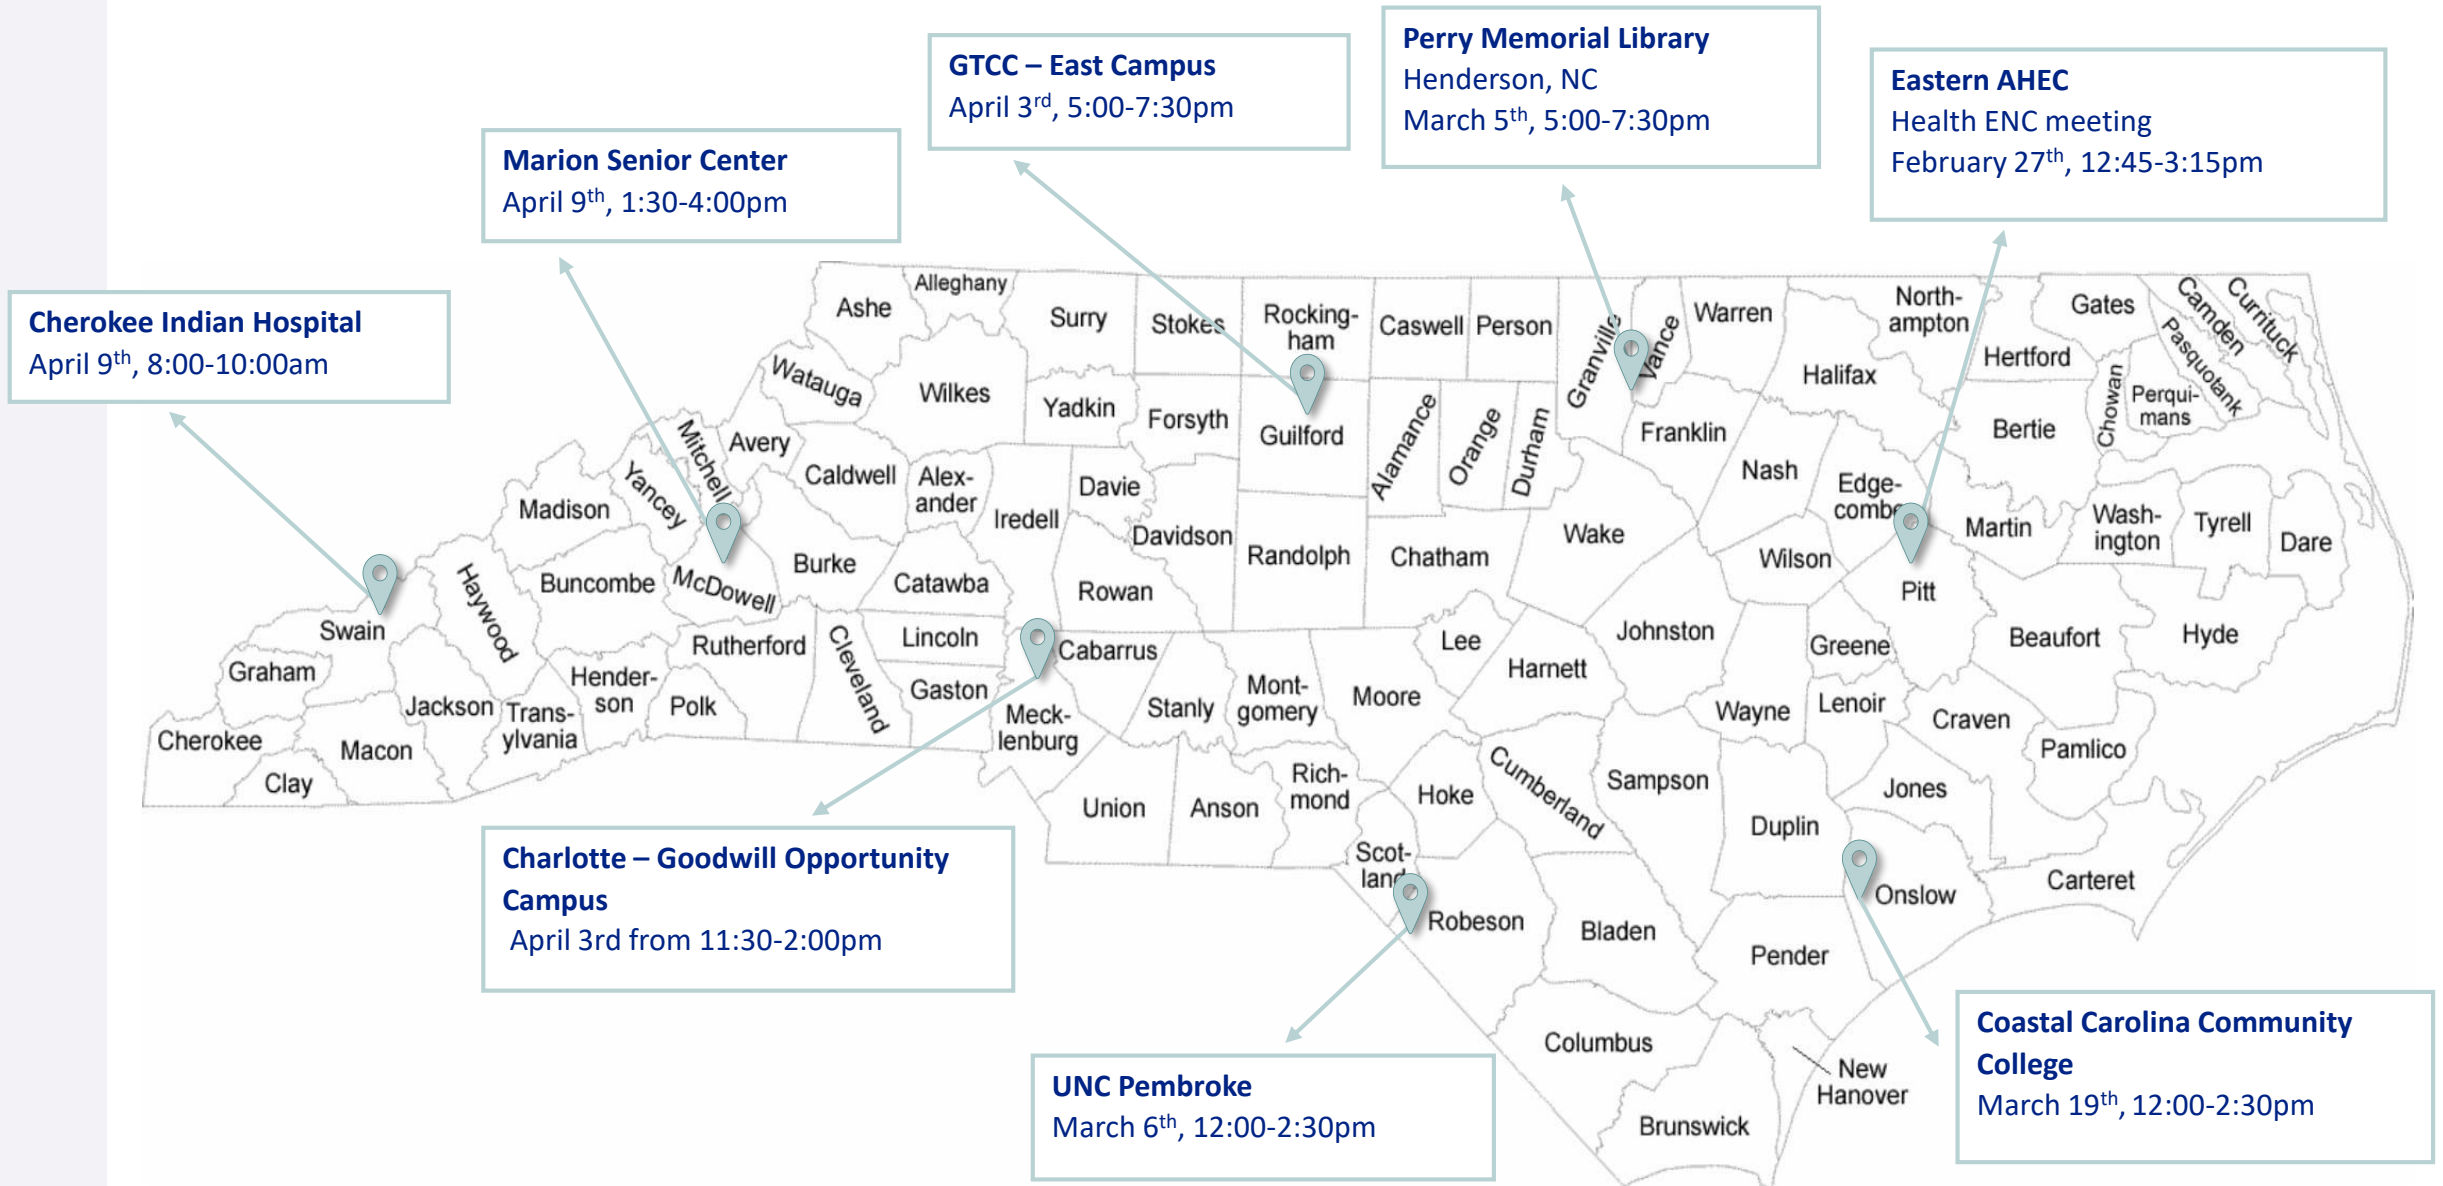 Perry Memorial Library
Henderson, NC
March 5th, 5:00-7:30pm
GTCC – East Campus
April 3rd, 5:00-7:30pm
Eastern AHEC
Health ENC meeting
February 27th, 12:45-3:15pm
Marion Senior Center
April 9th, 1:30-4:00pm
Cherokee Indian Hospital
April 9th, 8:00-10:00am
Charlotte – Goodwill Opportunity
Campus
April 3rd from 11:30-2:00pm
UNC Pembroke
March 6th, 12:00-2:30pm
Coastal Carolina Community
College
March 19th, 12:00-2:30pm
Ashe
Alleghany
Surry
Stokes
Rocking-
ham
Caswell
Person
Granville
Vance
Warren
North-
ampton
Halifax
Gates
Hertford
Camden
Currituck
Pasquotank
Perqui-
mans
Chowan
Bertie
Watauga
Wilkes
Yadkin
Forsyth
Guilford
Alamance
Orange
Durham
Franklin
Nash
Edge-
combe
Martin
Wash-
ington
Tyrell
Dare
Mitchell
Avery
Yancey
Madison
Caldwell
Alex-
ander
Iredell
Davie
Davidson
Randolph
Chatham
Wake
Wilson
Pitt
Beaufort
Hyde
Haywood
Buncombe
McDowell
Burke
Catawba
Rowan
Swain
Graham
Jackson
Trans-
ylvania
Hender-
son
Polk
Rutherford
Cleveland
Lincoln
Gaston
Cabarrus
Stanly
Mont-
gomery
Moore
Lee
Harnett
Johnston
Greene
Wayne
Lenoir
Craven
Pamlico
Cherokee
Clay
Macon
Meck-
lenburg
Union
Anson
Rich-
mond
Hoke
Cumberland
Sampson
Duplin
Jones
Onslow
Carteret
Scot-
land
Robeson
Bladen
Pender
Columbus
New
Hanover
Brunswick